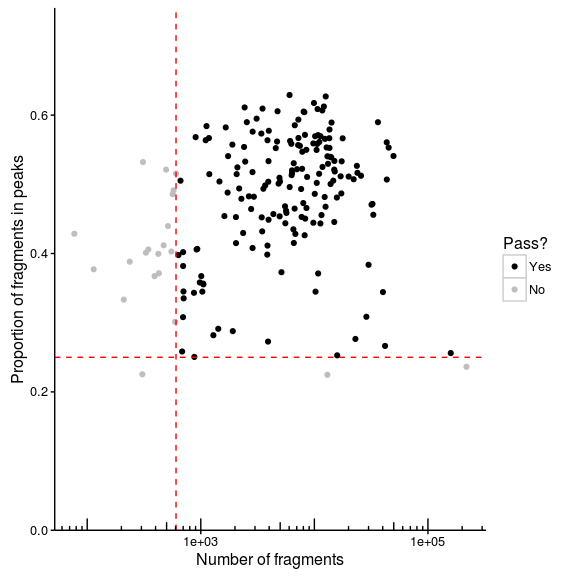 Proportion of fragments in peaks
0.6
0.4
0.2
0.0
1e+03
1e+05
Number of fragments
Pass?
Yes
No